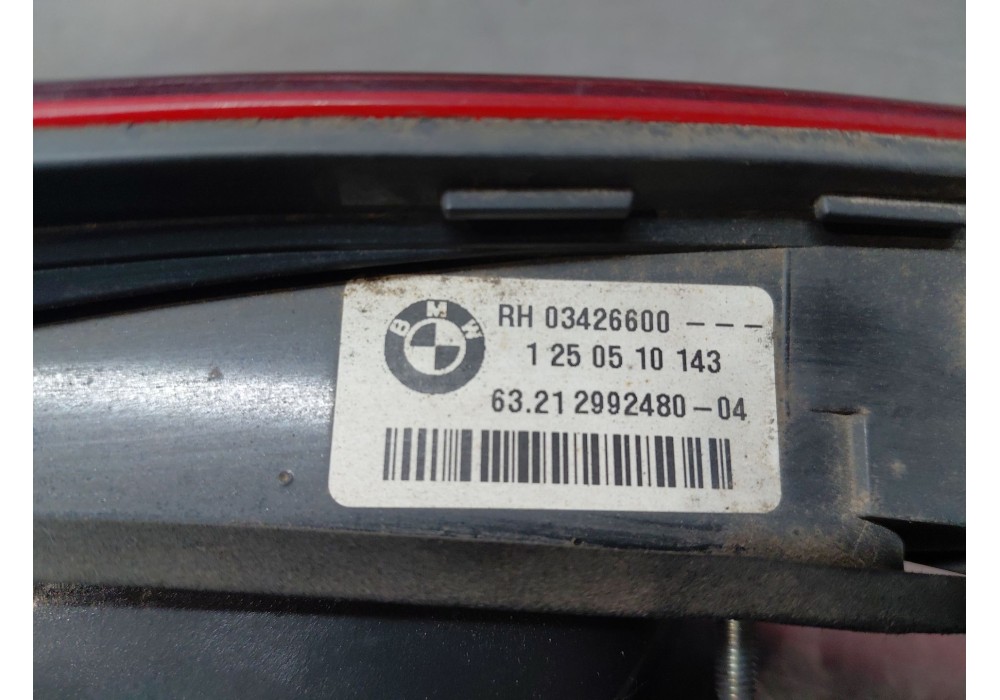 BMW
RH 03426600 ---
1 25 05.10 143
63.21 2992480-04